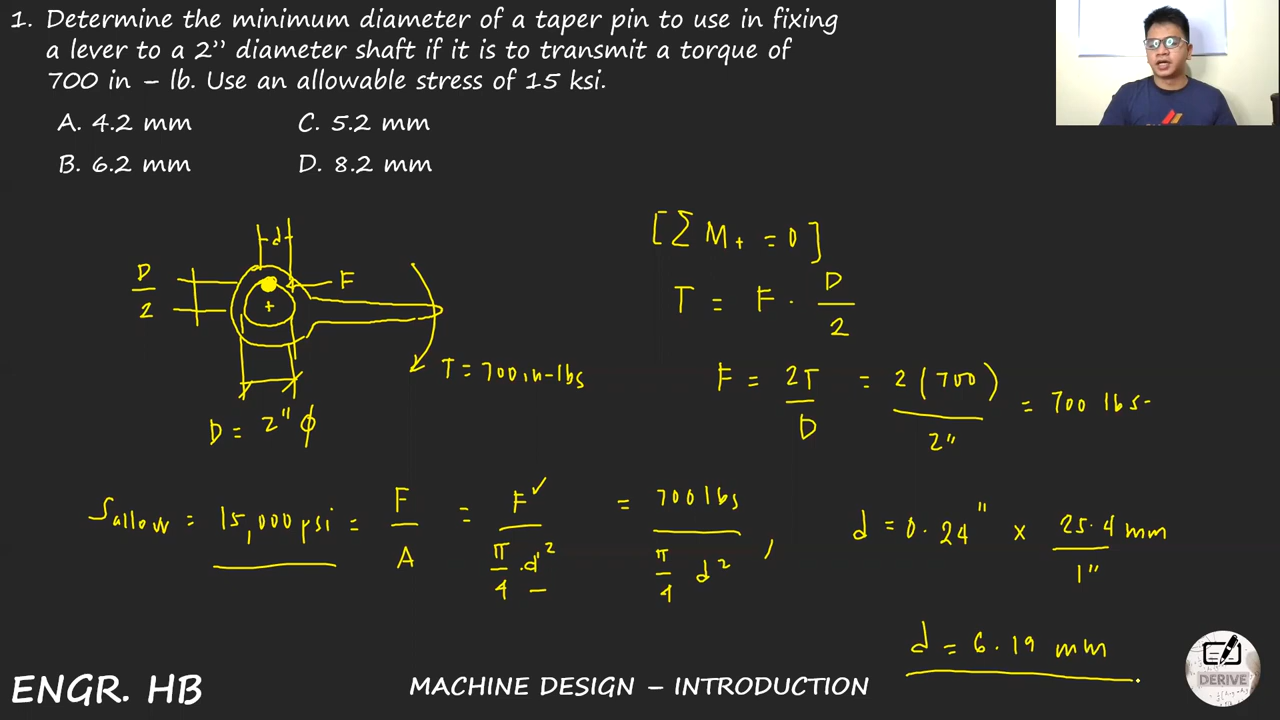 1. Determine the minimum diameter of a taper pin to use in fixing
a lever to a 2” diameter shaft if it is to transmit a torque of
700 in – lb. Use an allowable stress of 15 ksi.
A. 4.2 mm C. 5.2 mm
B. 6.2 mm D. 8.2 mm
d
D/2
F
T = 700 in-lbs
D = 2" φ
[ΣM+ = 0]
T = F · D/2
F = 2T/D = 2(700)/2" = 700 lbs
Sallow = 15,000 psi = F/A = F✓/(π/4 · d²) = 700 lbs/(π/4 d²),
d = 0.24" x 25.4 mm/1"
d = 6.19 mm
ENGR. HB
MACHINE DESIGN – INTRODUCTION
DERIVE